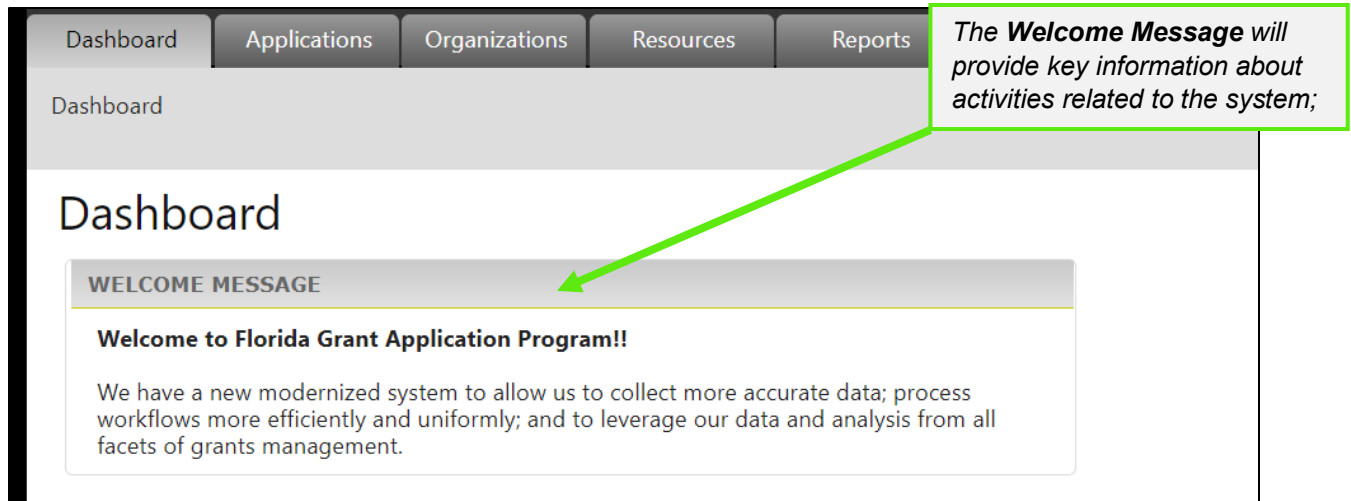 Dashboard Applications Organizations Resources Reports
The Welcome Message will
provide key information about
activities related to the system;
Dashboard
Dashboard
WELCOME MESSAGE
Welcome to Florida Grant Application Program!!
We have a new modernized system to allow us to collect more accurate data; process
workflows more efficiently and uniformly; and to leverage our data and analysis from all
facets of grants management.